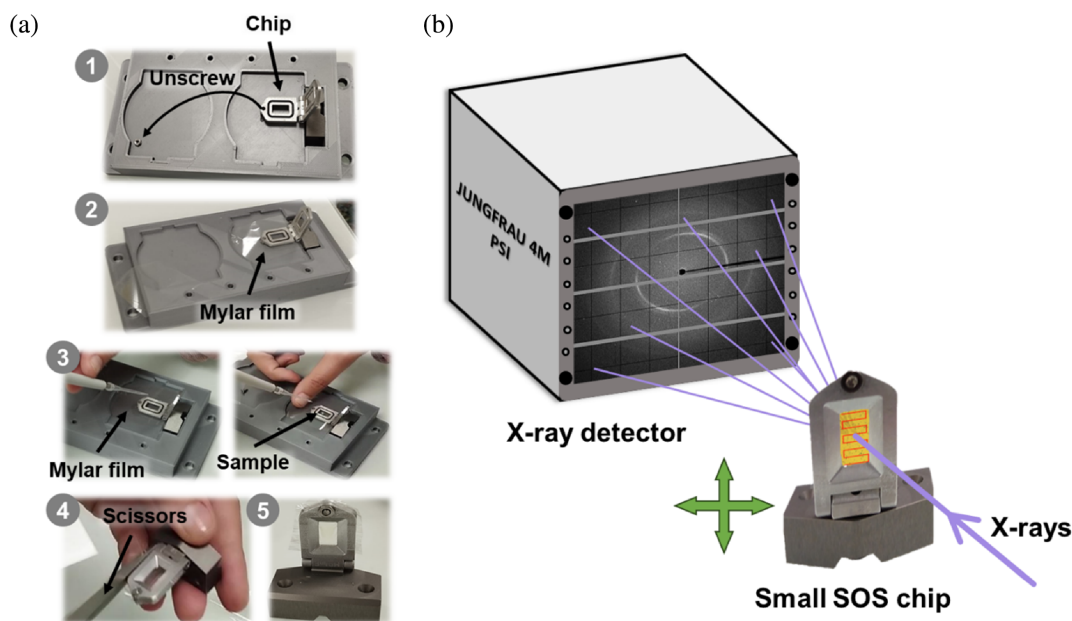 (a)
(b)
1
Chip
Unscrew
2
Mylar film
3
Mylar film
Sample
4
Scissors
5
JUNGFRAU 4M
PSI
X-ray detector
X-rays
Small SOS chip